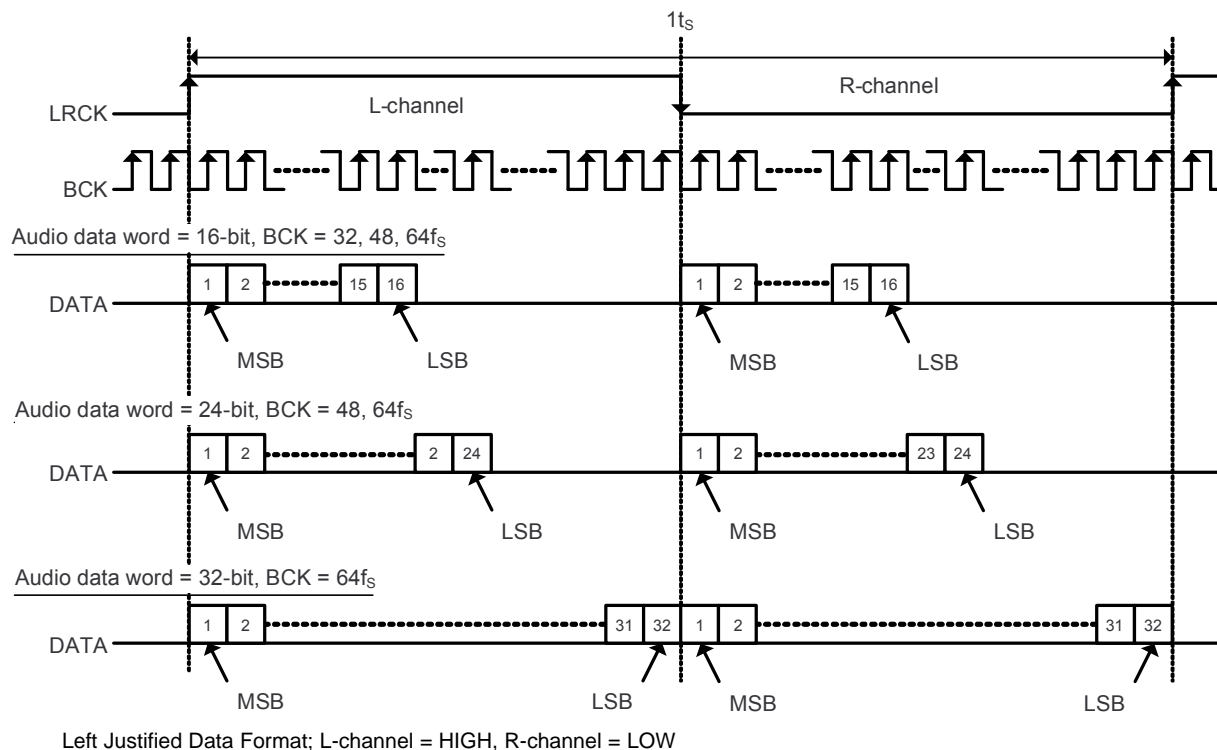 1tS
LRCK
L-channel
R-channel
BCK
Audio data word = 16-bit, BCK = 32, 48, 64fS
DATA
1 2 15 16 1 2 15 16
MSB LSB MSB LSB
Audio data word = 24-bit, BCK = 48, 64fS
DATA
1 2 2 24 1 2 23 24
MSB LSB MSB LSB
Audio data word = 32-bit, BCK = 64fS
DATA
1 2 31 32 1 2 31 32
MSB LSB MSB LSB
Left Justified Data Format; L-channel = HIGH, R-channel = LOW